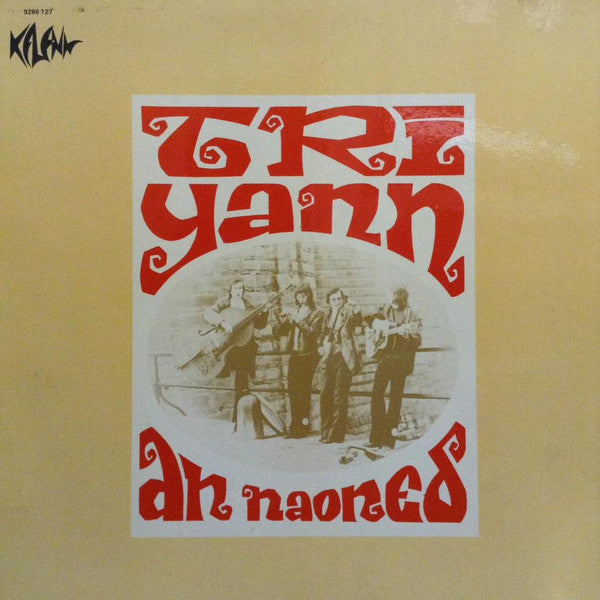 9286 127
KELENN
TRI
yann
an naoned